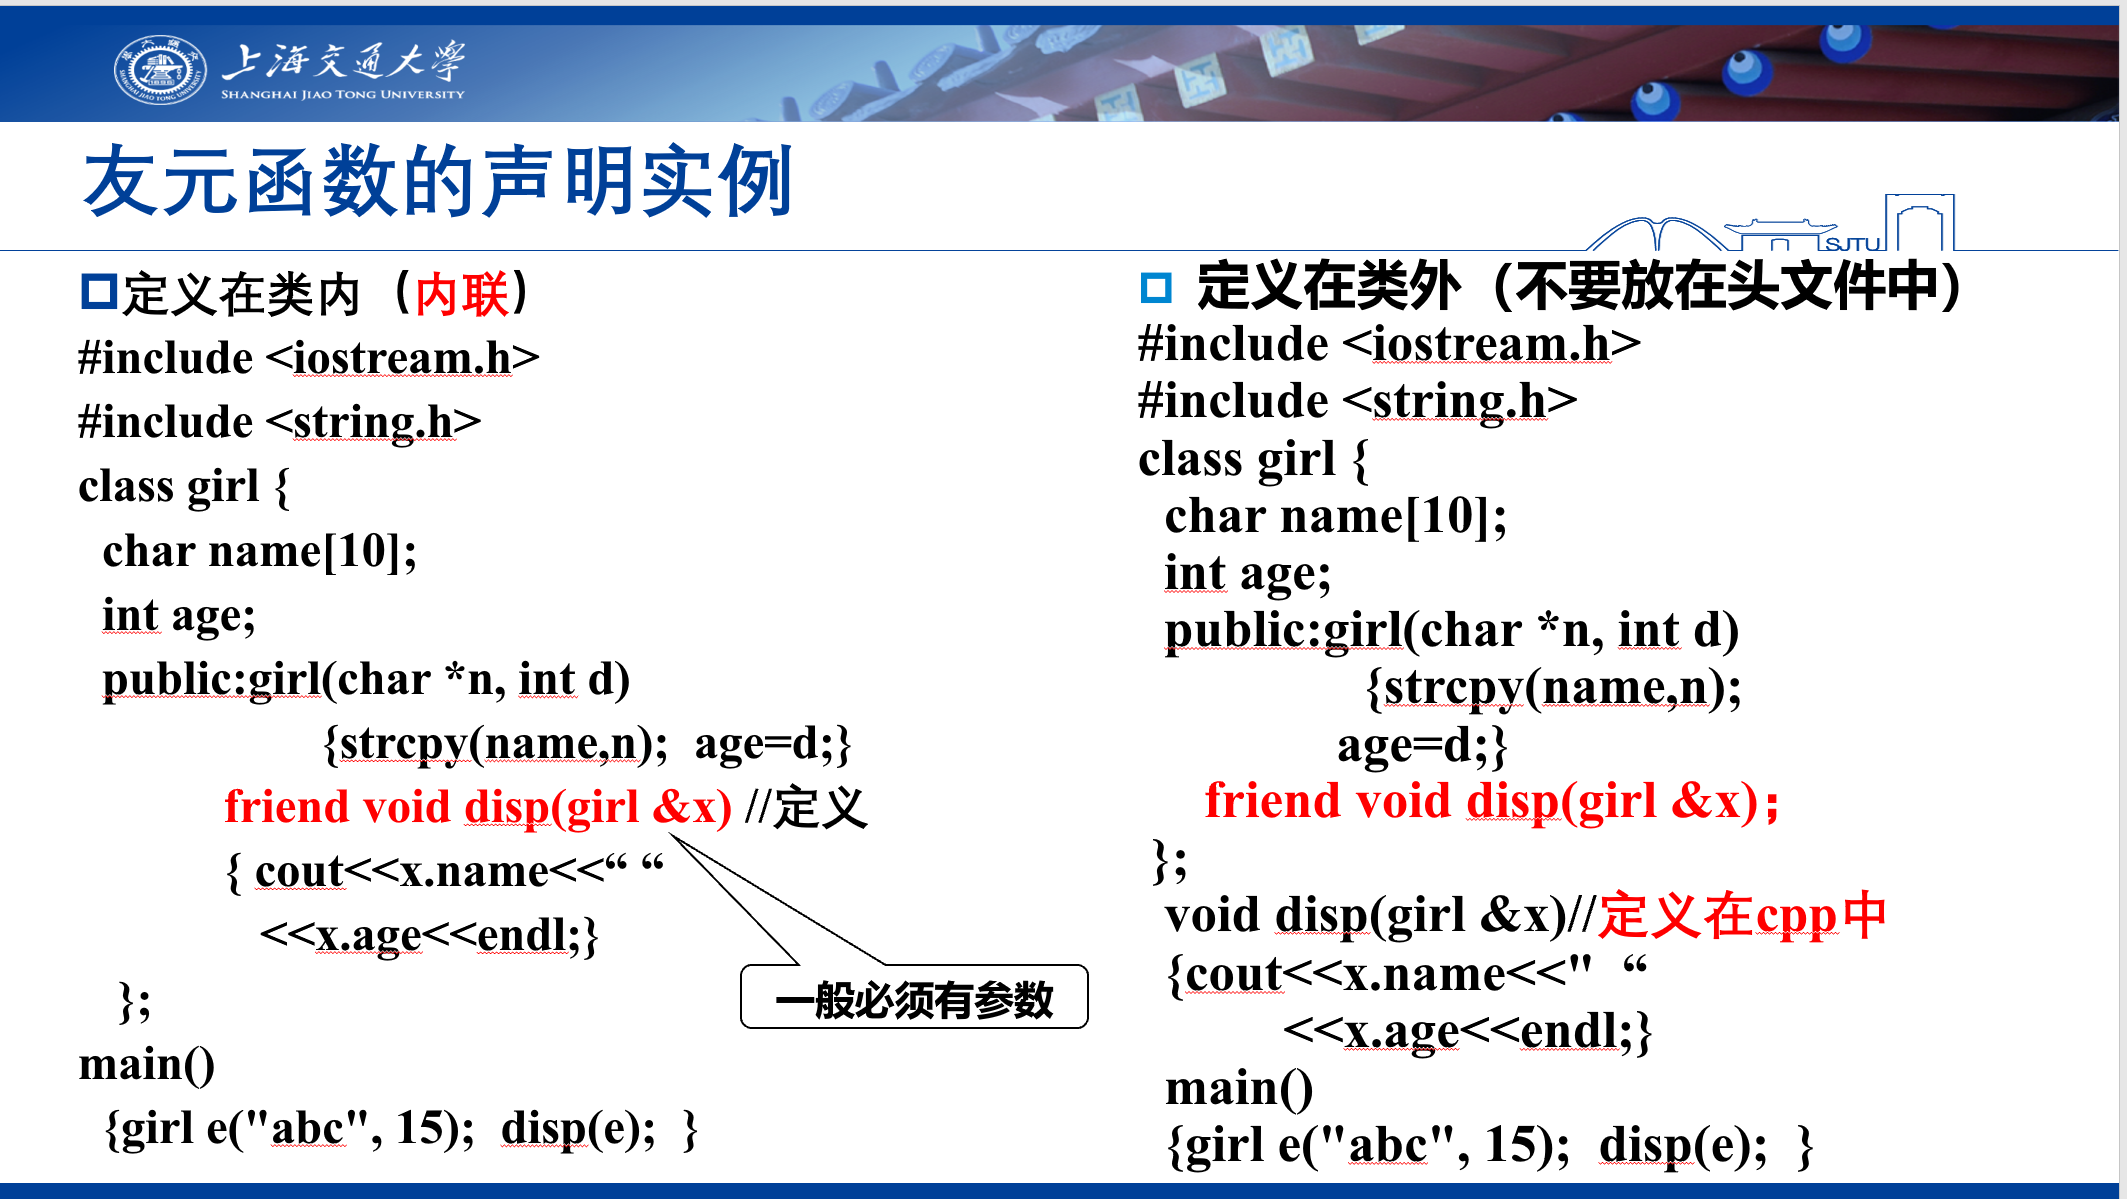 上海交通大学
SHANGHAI JIAO TONG UNIVERSITY
友元函数的声明实例
SJTU
定义在类内（内联）
#include <iostream.h>
#include <string.h>
class girl {
char name[10];
int age;
public:girl(char *n, int d)
{strcpy(name,n);  age=d;}
friend void disp(girl &x) //定义
{ cout<<x.name<<“ “
<<x.age<<endl;}
};
main()
{girl e("abc", 15);  disp(e);  }
一般必须有参数
定义在类外（不要放在头文件中）
#include <iostream.h>
#include <string.h>
class girl {
char name[10];
int age;
public:girl(char *n, int d)
{strcpy(name,n);
age=d;}
friend void disp(girl &x)；
};
void disp(girl &x)//定义在cpp中
{cout<<x.name<<"  “
<<x.age<<endl;}
main()
{girl e("abc", 15);  disp(e);  }